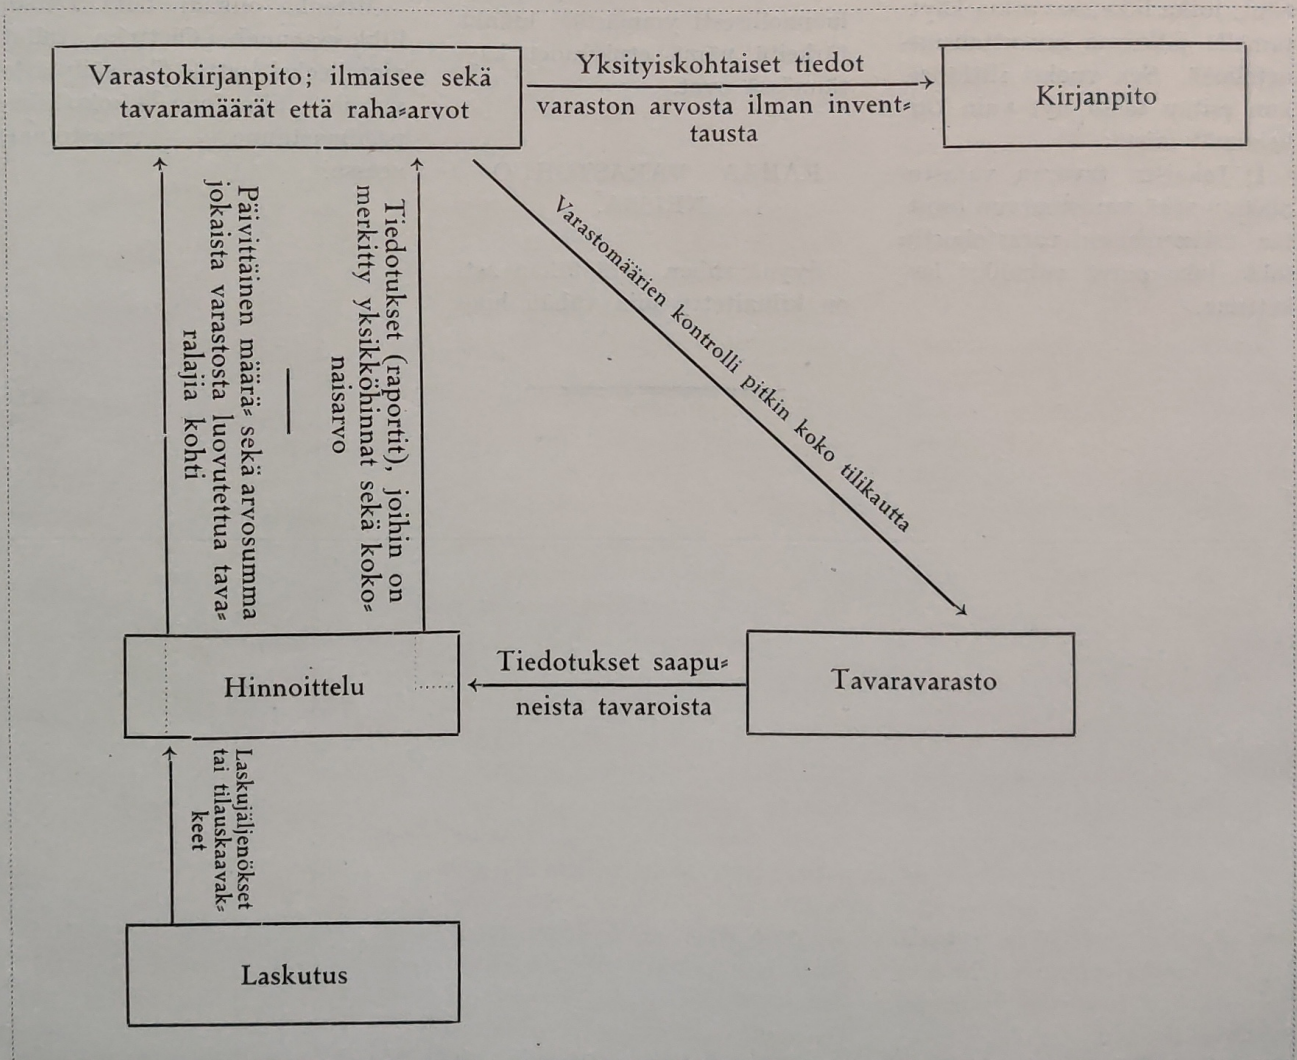 Varastokirjanpito; ilmaisee sekä
tavaramäärät että raha⸗arvot
Yksityiskohtaiset tiedot
varaston arvosta ilman invent⸗
tausta
Kirjanpito
Päivittäinen määrä⸗ sekä arvosumma
jokaista varastosta luovutettua tava⸗
ralajia kohti
Tiedotukset (raportit), joihin on
merkitty yksikköhinnat sekä koko⸗
naisarvo
Varastomäärien kontrolli pitkin koko tilikautta
Hinnoittelu
Tiedotukset saapu⸗
neista tavaroista
Tavaravarasto
Laskujäljenökset
tai tilauskaavak⸗
keet
Laskutus